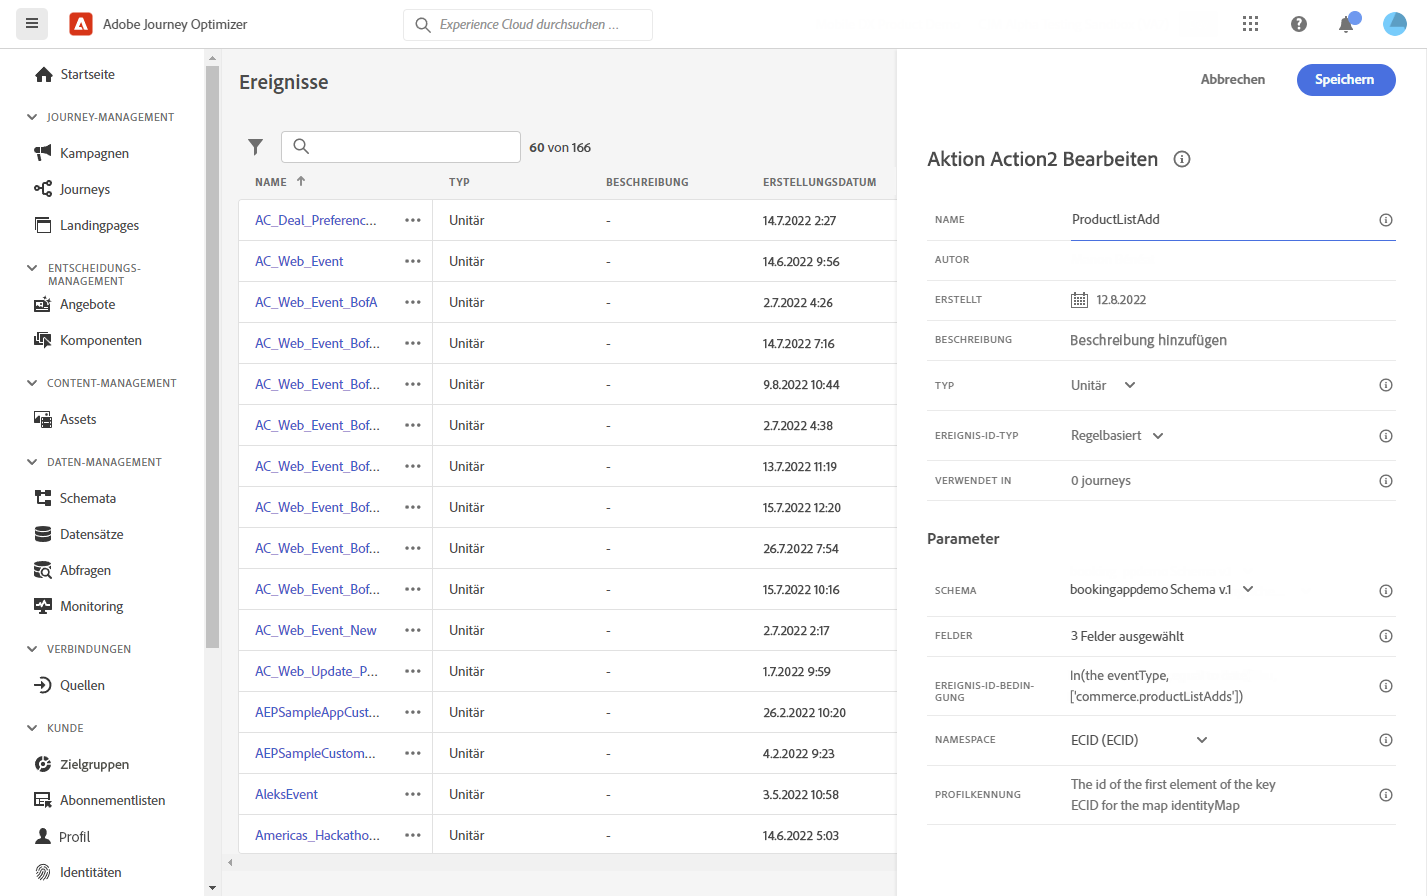 Adobe Journey Optimizer
Experience Cloud durchsuchen ...
Startseite
JOURNEY-MANAGEMENT
Kampagnen
Journeys
Landingpages
ENTSCHEIDUNGS-
MANAGEMENT
Angebote
Komponenten
CONTENT-MANAGEMENT
Assets
DATEN-MANAGEMENT
Schemata
Datensätze
Abfragen
Monitoring
VERBINDUNGEN
Quellen
KUNDE
Zielgruppen
Abonnementlisten
Profil
Identitäten
Ereignisse
60 von 166
NAME TYP BESCHREIBUNG ERSTELLUNGSDATUM
AC_Deal_Preferenc... ••• Unitär - 14.7.2022 2:27
AC_Web_Event ••• Unitär - 14.6.2022 9:56
AC_Web_Event_BofA ••• Unitär - 2.7.2022 4:26
AC_Web_Event_Bof... ••• Unitär - 14.7.2022 7:16
AC_Web_Event_Bof... ••• Unitär - 9.8.2022 10:44
AC_Web_Event_Bof... ••• Unitär - 2.7.2022 4:38
AC_Web_Event_Bof... ••• Unitär - 13.7.2022 11:19
AC_Web_Event_Bof... ••• Unitär - 15.7.2022 12:20
AC_Web_Event_Bof... ••• Unitär - 26.7.2022 7:54
AC_Web_Event_Bof... ••• Unitär - 15.7.2022 10:16
AC_Web_Event_New ••• Unitär - 2.7.2022 2:17
AC_Web_Update_P... ••• Unitär - 1.7.2022 9:59
AEPSampleAppCust... ••• Unitär - 26.2.2022 10:20
AEPSampleCustom... ••• Unitär - 4.2.2022 9:23
AleksEvent ••• Unitär - 3.5.2022 10:58
Americas_Hackatho... ••• Unitär - 14.6.2022 5:03
Abbrechen
Speichern
Aktion Action2 Bearbeiten
NAME ProductListAdd
AUTOR
ERSTELLT 12.8.2022
BESCHREIBUNG Beschreibung hinzufügen
TYP Unitär
EREIGNIS-ID-TYP Regelbasiert
VERWENDET IN 0 journeys
Parameter
SCHEMA bookingappdemo Schema v.1
FELDER 3 Felder ausgewählt
EREIGNIS-ID-BEDIN-
GUNG
In(the eventType,
['commerce.productListAdds'])
NAMESPACE ECID (ECID)
PROFILKENNUNG
The id of the first element of the key
ECID for the map identityMap